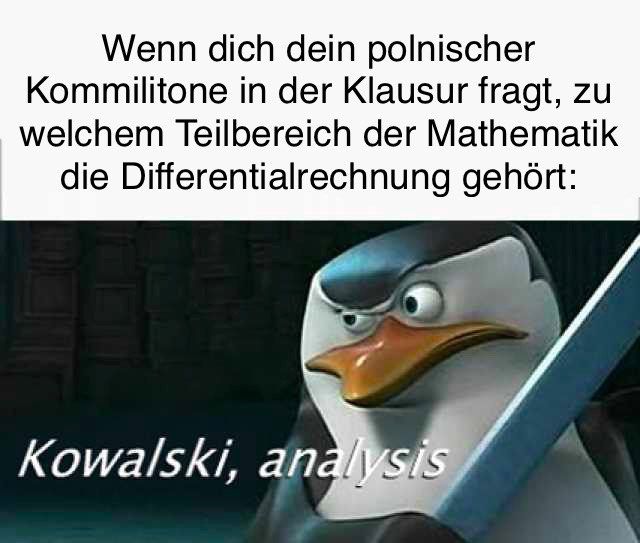 Wenn dich dein polnischer
Kommilitone in der Klausur fragt, zu
welchem Teilbereich der Mathematik
die Differentialrechnung gehört:
Kowalski, analysis